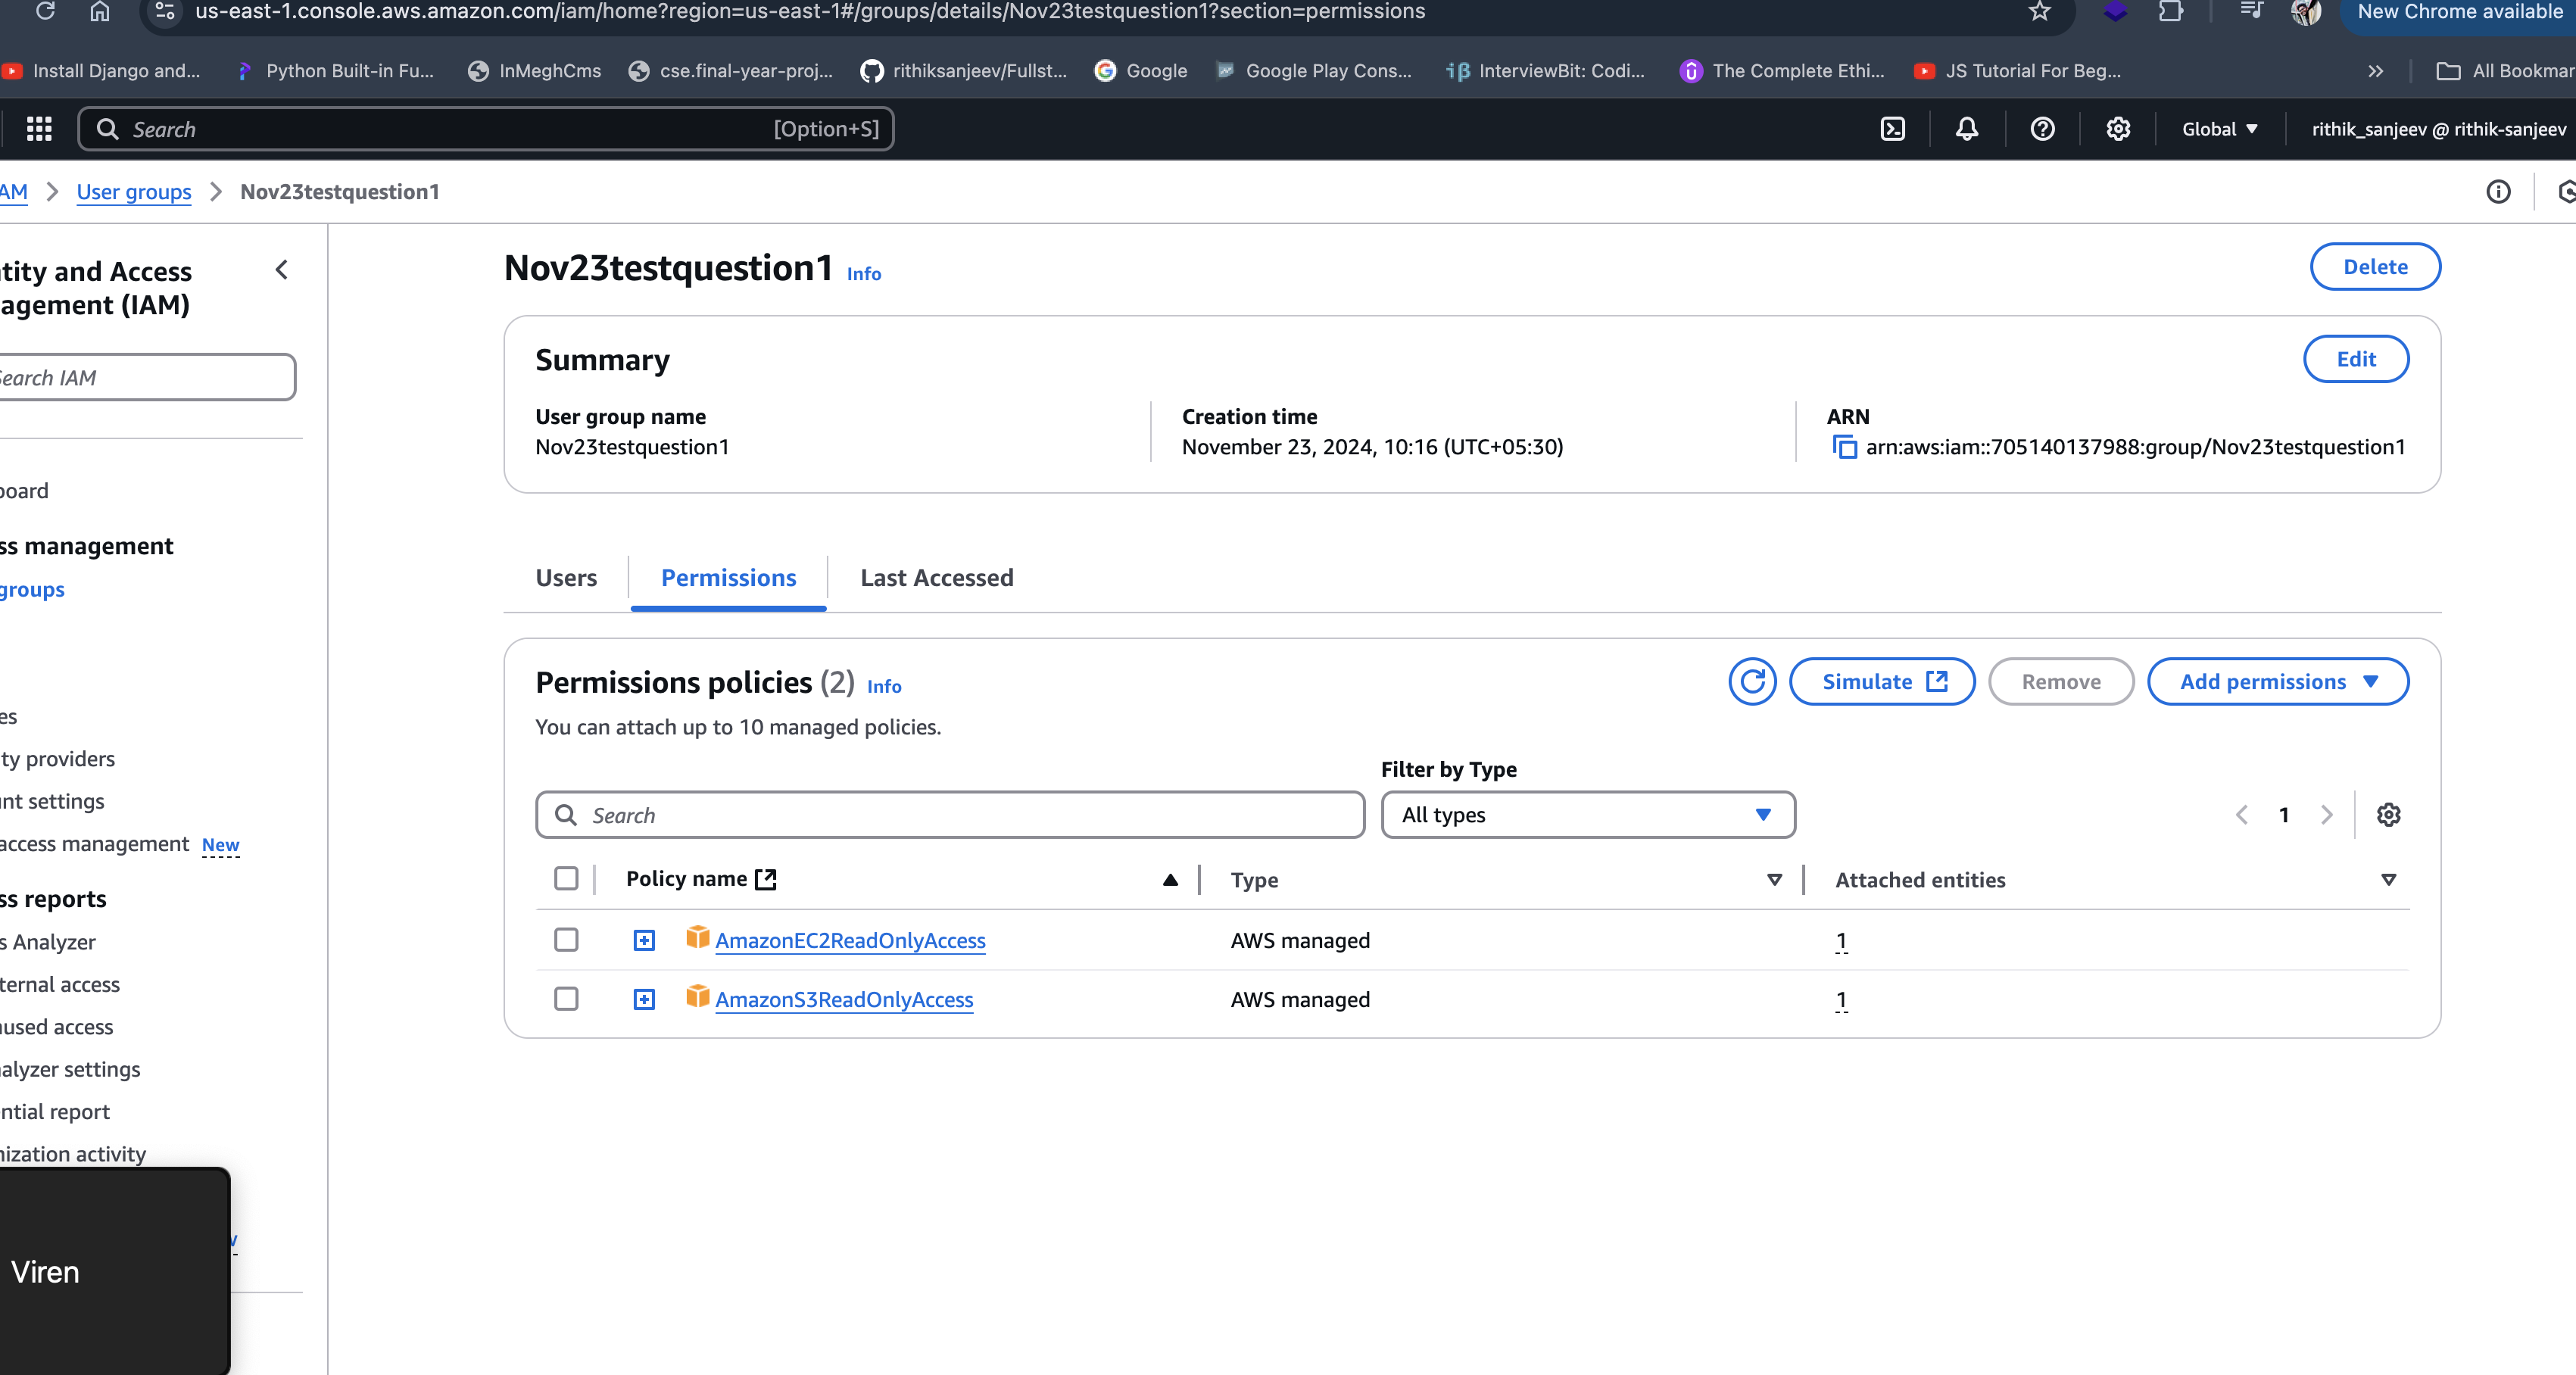 us-east-1.console.aws.amazon.com/iam/home?region=us-east-1#/groups/details/Nov23testquestion1?section=permissions
New Chrome available
Install Django and...
Python Built-in Fu...
InMeghCms
cse.final-year-proj...
rithiksanjeev/Fullst...
Google
Google Play Cons...
InterviewBit: Codi...
The Complete Ethi...
JS Tutorial For Beg...
All Bookmar
Search
[Option+S]
Global
rithik_sanjeev @ rithik-sanjeev
AM
User groups
Nov23testquestion1
tity and Access
agement (IAM)
Search IAM
board
ss management
groups
es
ty providers
nt settings
access management New
ss reports
s Analyzer
ternal access
used access
alyzer settings
ntial report
nization activity
Viren
Nov23testquestion1 Info
Delete
Summary
Edit
User group name
Nov23testquestion1
Creation time
November 23, 2024, 10:16 (UTC+05:30)
ARN
arn:aws:iam::705140137988:group/Nov23testquestion1
Users
Permissions
Last Accessed
Permissions policies (2) Info
You can attach up to 10 managed policies.
Simulate
Remove
Add permissions
Filter by Type
Search
All types
1
Policy name
Type
Attached entities
AmazonEC2ReadOnlyAccess
AWS managed
1
AmazonS3ReadOnlyAccess
AWS managed
1